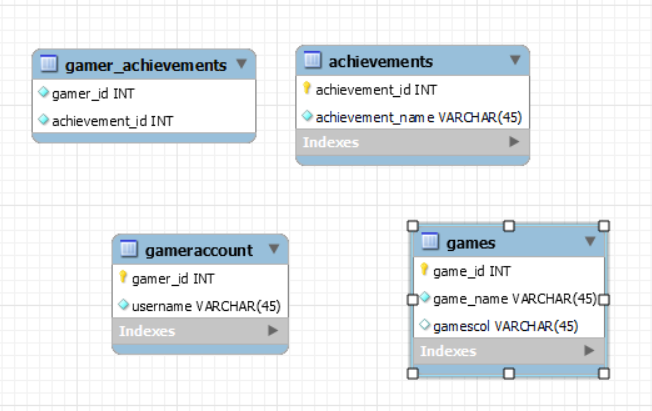 gamer_achievements
gamer_id INT
achievement_id INT
achievements
achievement_id INT
achievement_name VARCHAR(45)
Indexes
gameraccount
gamer_id INT
username VARCHAR(45)
Indexes
games
game_id INT
game_name VARCHAR(45)
gamescol VARCHAR(45)
Indexes